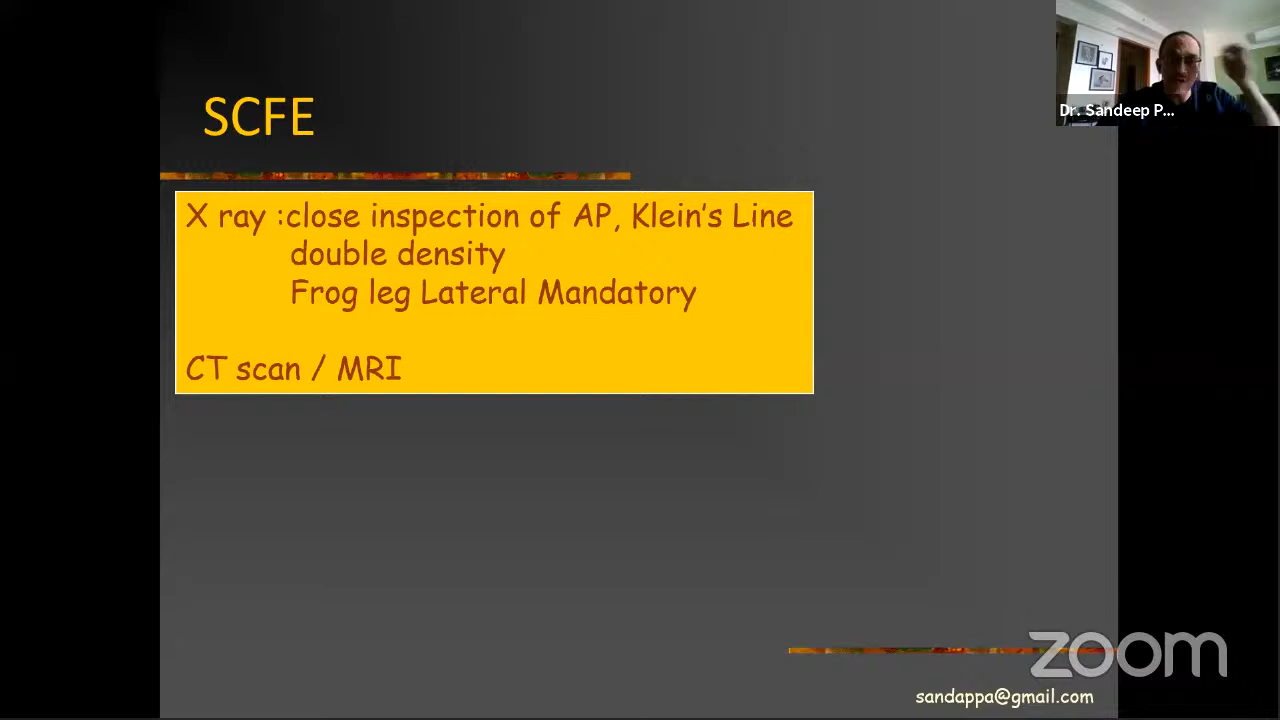 Dr. Sandeep P...
SCFE
X ray :close inspection of AP, Klein's Line
double density
Frog leg Lateral Mandatory
CT scan / MRI
zoom
sandappa@gmail.com